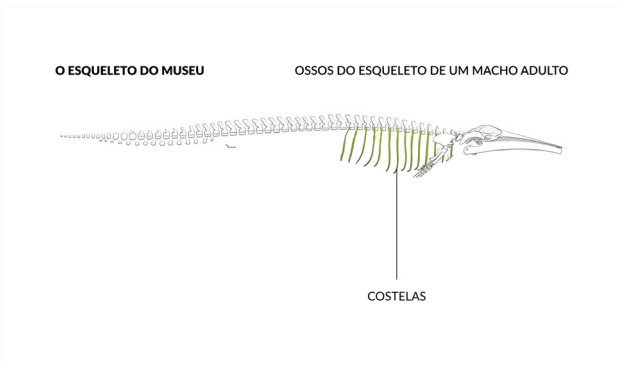 O ESQUELETO DO MUSEU
OSSOS DO ESQUELETO DE UM MACHO ADULTO
COSTELAS